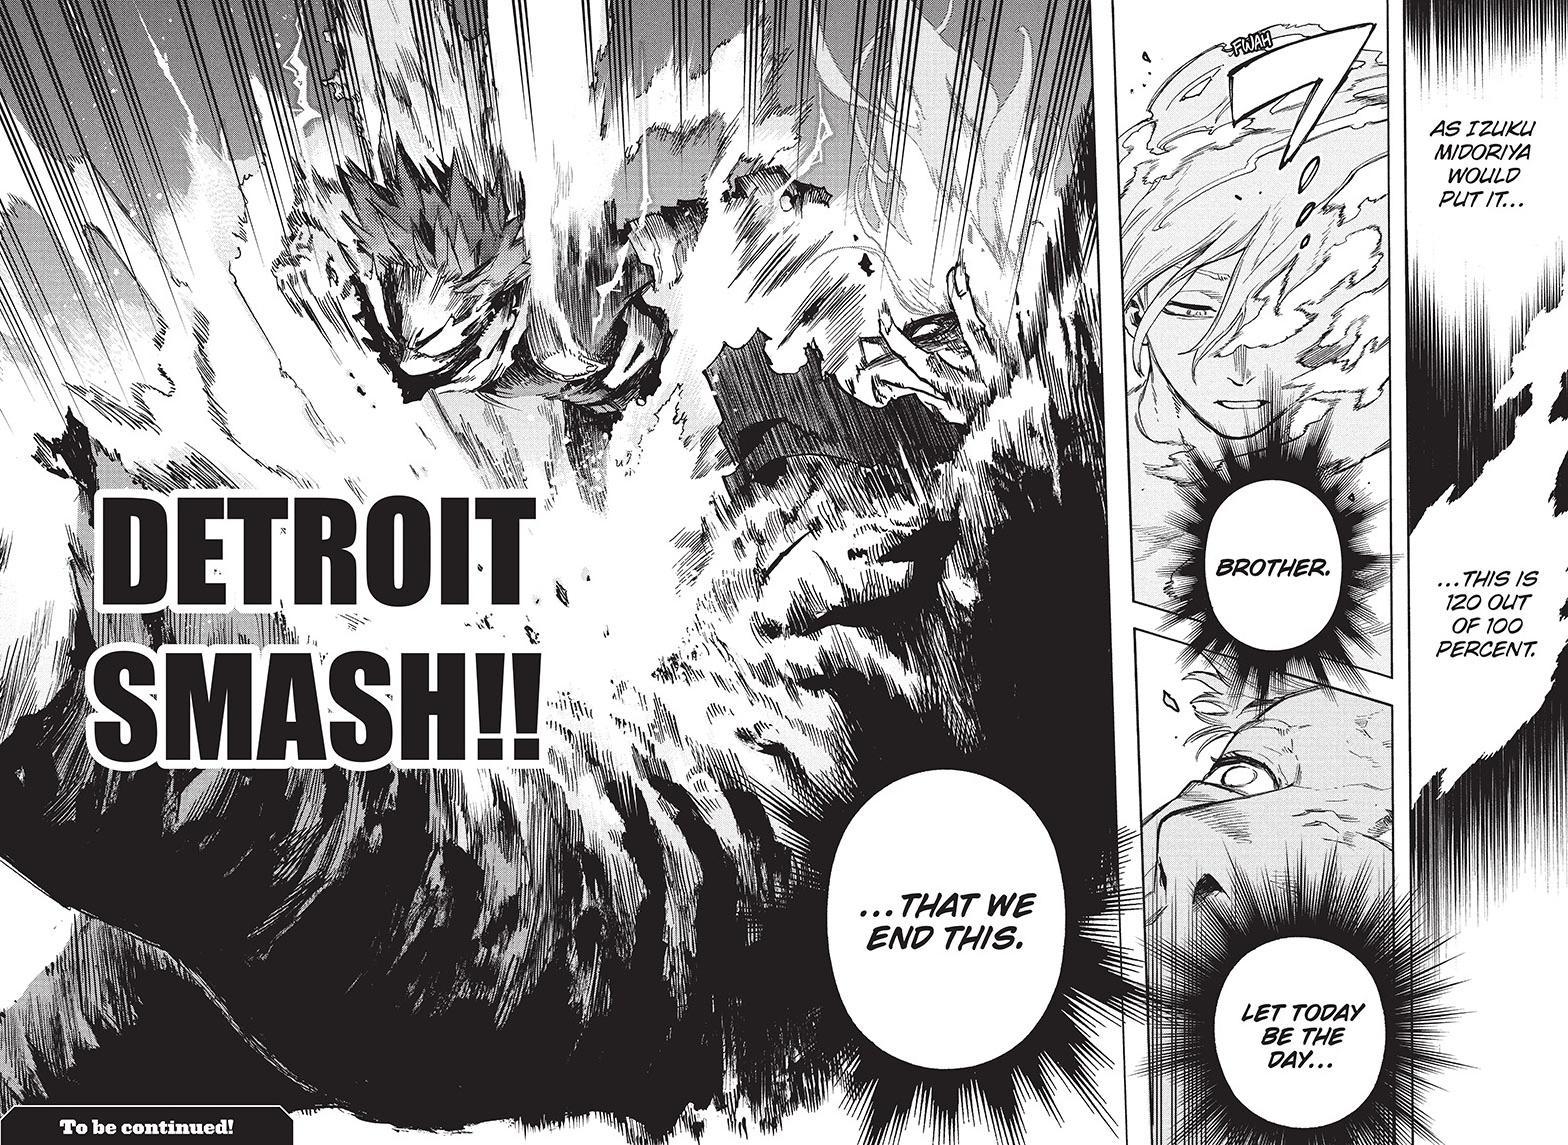 AS IZUKU
MIDORIYA
WOULD
PUT IT...
...THIS IS
120 OUT
OF 100
PERCENT.
FWAH
BROTHER.
LET TODAY
BE THE
DAY...
...THAT WE
END THIS.
DETROIT
SMASH!!
To be continued!